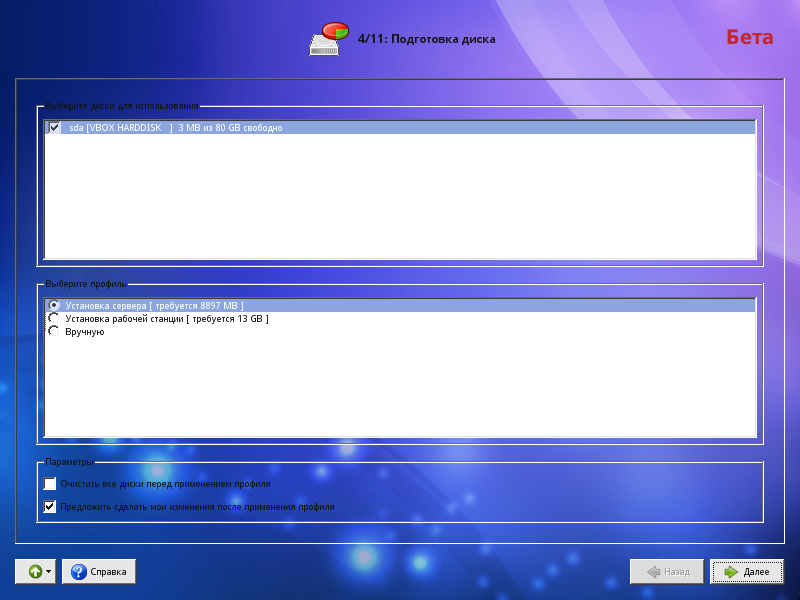 4/11: Подготовка диска
Бета
Выберите диски для использования
sda [VBOX HARDDISK ] 3 MB из 80 GB свободно
Выберите профиль
Установка сервера [ требуется 8897 MB ]
Установка рабочей станции [ требуется 13 GB ]
Вручную
Параметры
Очистить все диски перед применением профиля
Предложить сделать мои изменения после применения профиля
Справка
Назад
Далее